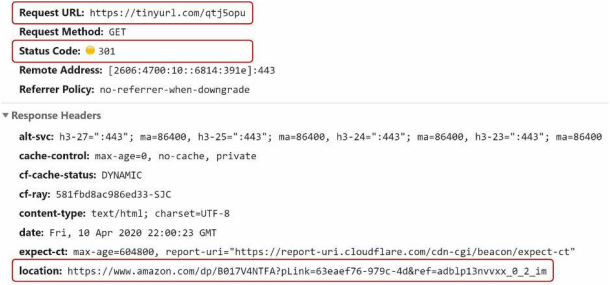 Request URL: https://tinyurl.com/qtj5opu
Request Method: GET
Status Code: 301
Remote Address: [2606:4700:10::6814:391e]:443
Referrer Policy: no-referrer-when-downgrade
Response Headers
alt-svc: h3-27=":443"; ma=86400, h3-25=":443"; ma=86400, h3-24=":443"; ma=86400, h3-23=":443"; ma=86400
cache-control: max-age=0, no-cache, private
cf-cache-status: DYNAMIC
cf-ray: 581fbd8ac986ed33-SJC
content-type: text/html; charset=UTF-8
date: Fri, 10 Apr 2020 22:00:23 GMT
expect-ct: max-age=604800, report-uri="https://report-uri.cloudflare.com/cdn-cgi/beacon/expect-ct"
location: https://www.amazon.com/dp/B017V4NTFA?pLink=63eaef76-979c-4d&ref=adblp13nvvxx_0_2_im